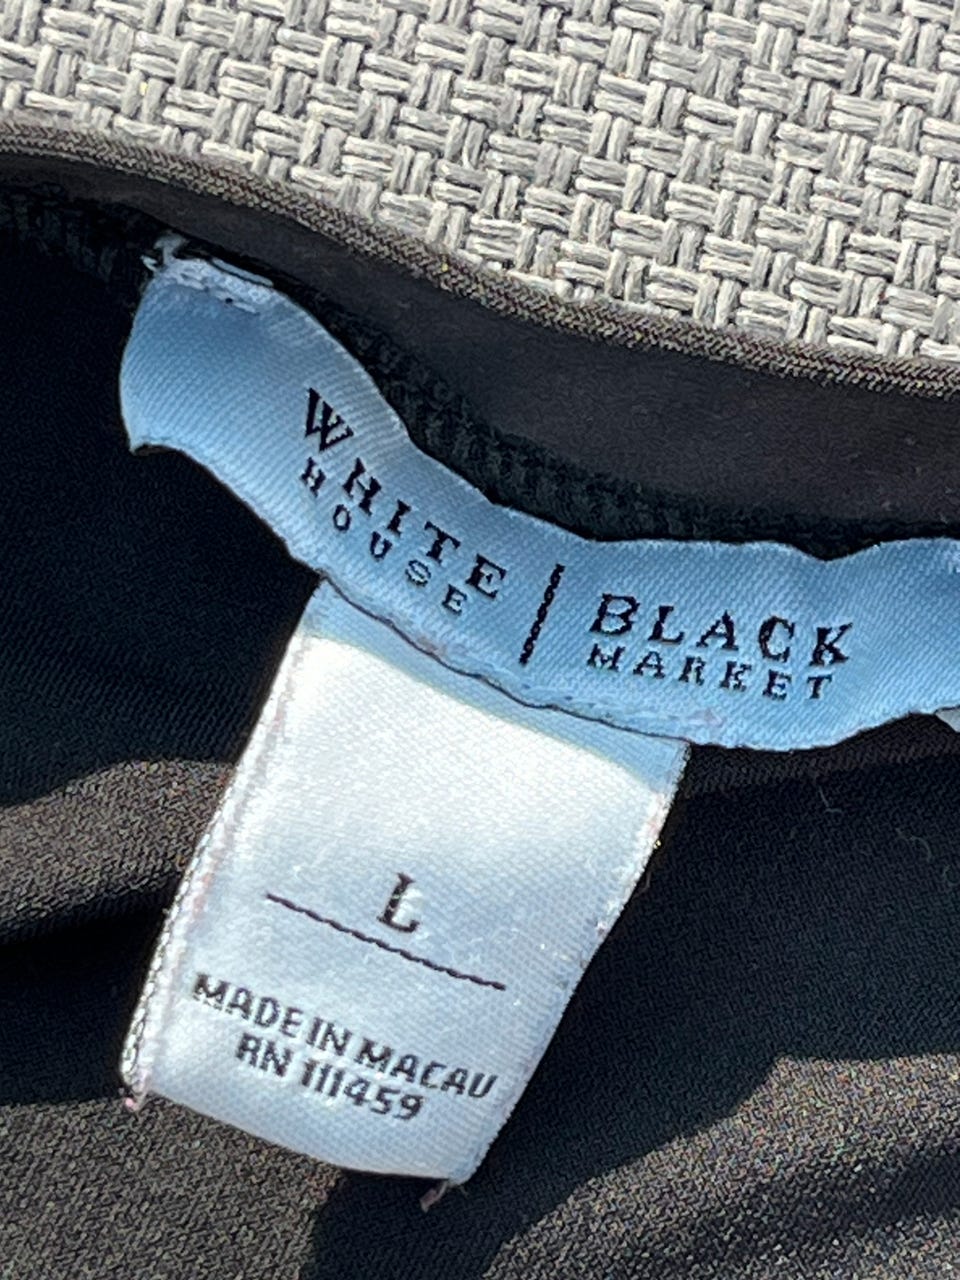 WHITE | BLACK
HOUSE MARKET
L
MADE IN MACAU
RN 111459